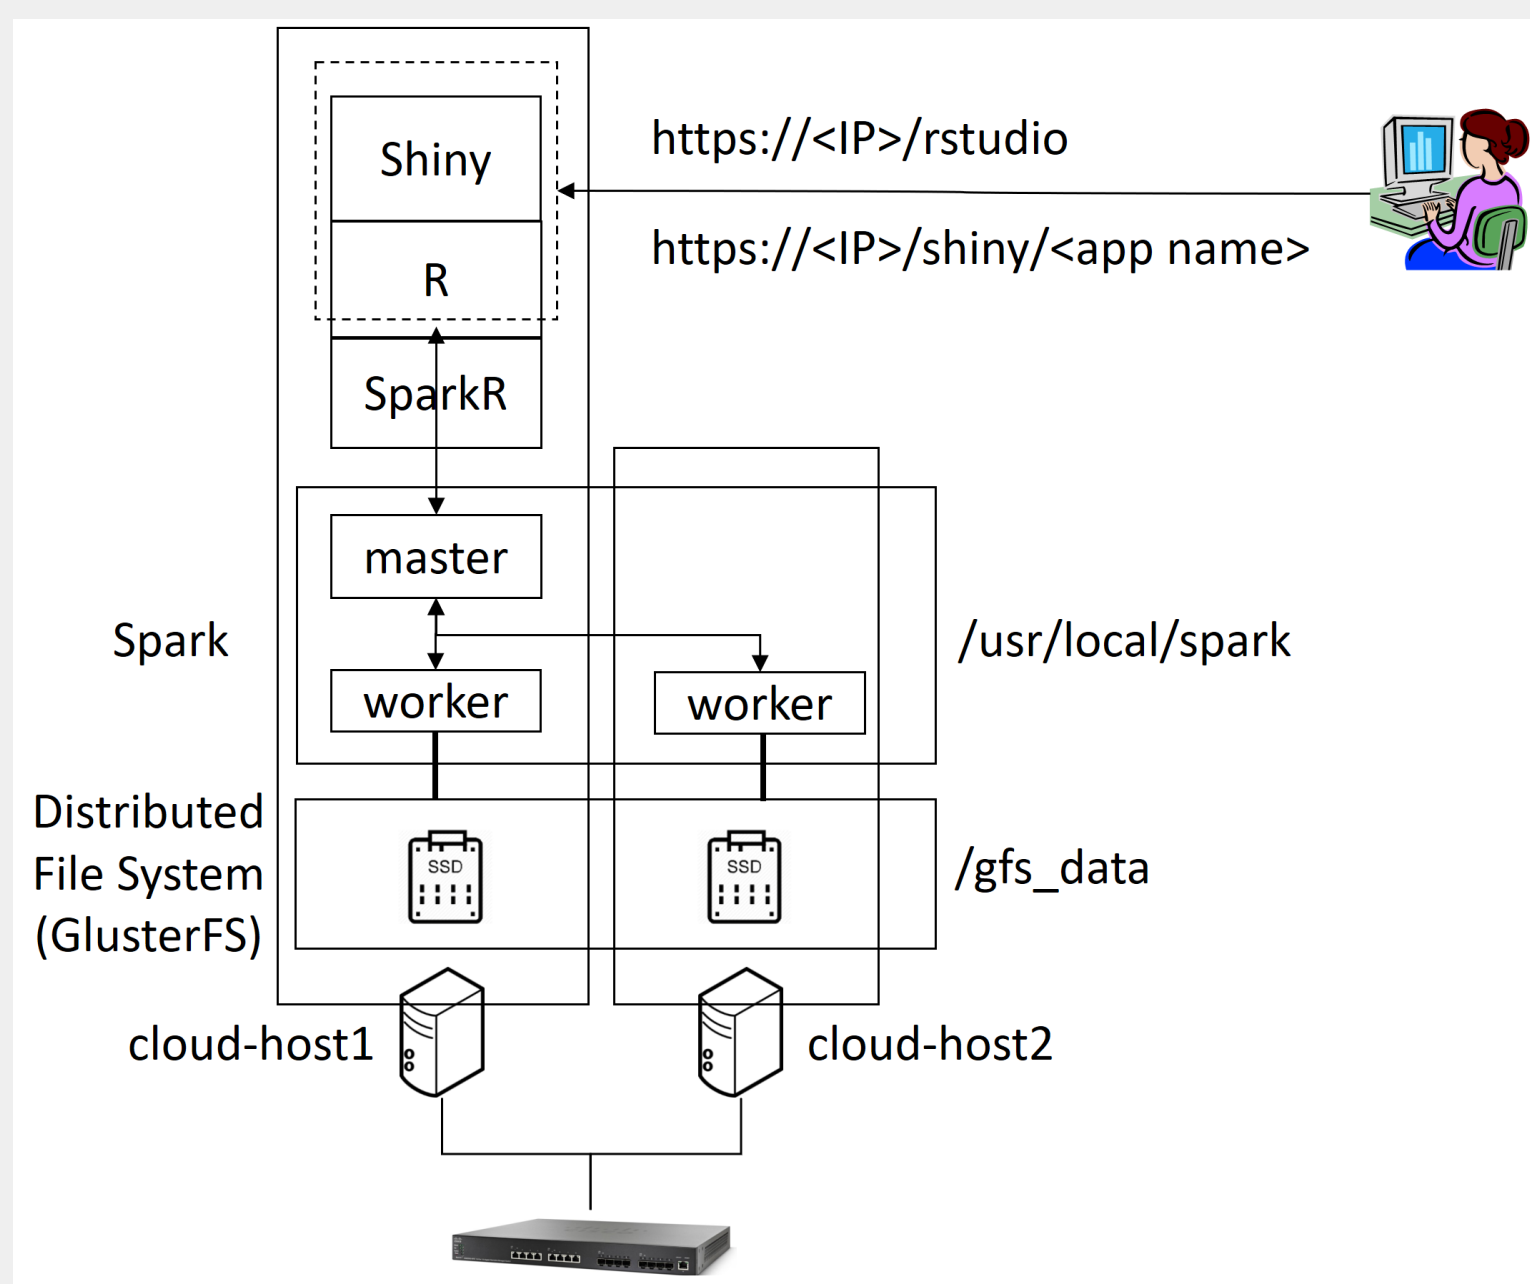 Shiny
R
SparkR
https://<IP>/rstudio
https://<IP>/shiny/<app name>
master
Spark
worker
worker
/usr/local/spark
Distributed
File System
(GlusterFS)
SSD
SSD
/gfs_data
cloud-host1
cloud-host2